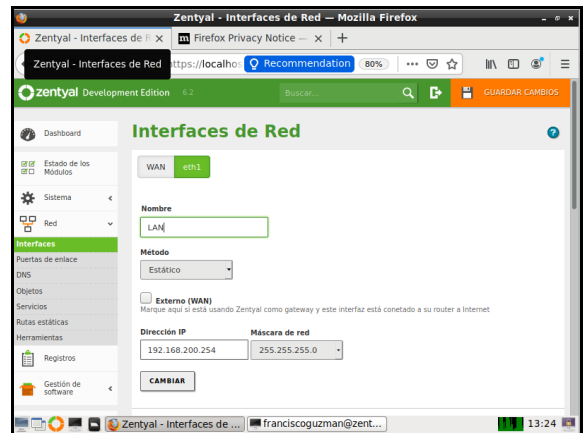 Zentyal - Interfaces de Red — Mozilla Firefox
Zentyal - Interfaces de R
Firefox Privacy Notice —
Zentyal - Interfaces de Red
https://localhos
Recommendation
80%
zentyal Development Edition 6.2
Buscar...
GUARDAR CAMBIOS
Dashboard
Estado de los
Módulos
Sistema
Red
Interfaces
Puertas de enlace
DNS
Objetos
Servicios
Rutas estáticas
Herramientas
Registros
Gestión de
software
Interfaces de Red
WAN eth1
Nombre
LAN
Método
Estático
Externo (WAN)
Marque aquí si está usando Zentyal como gateway y este interfaz está conetado a su router a Internet
Dirección IP Máscara de red
192.168.200.254 255.255.255.0
CAMBIAR
Zentyal - Interfaces de ... franciscoguzman@zent... 13:24